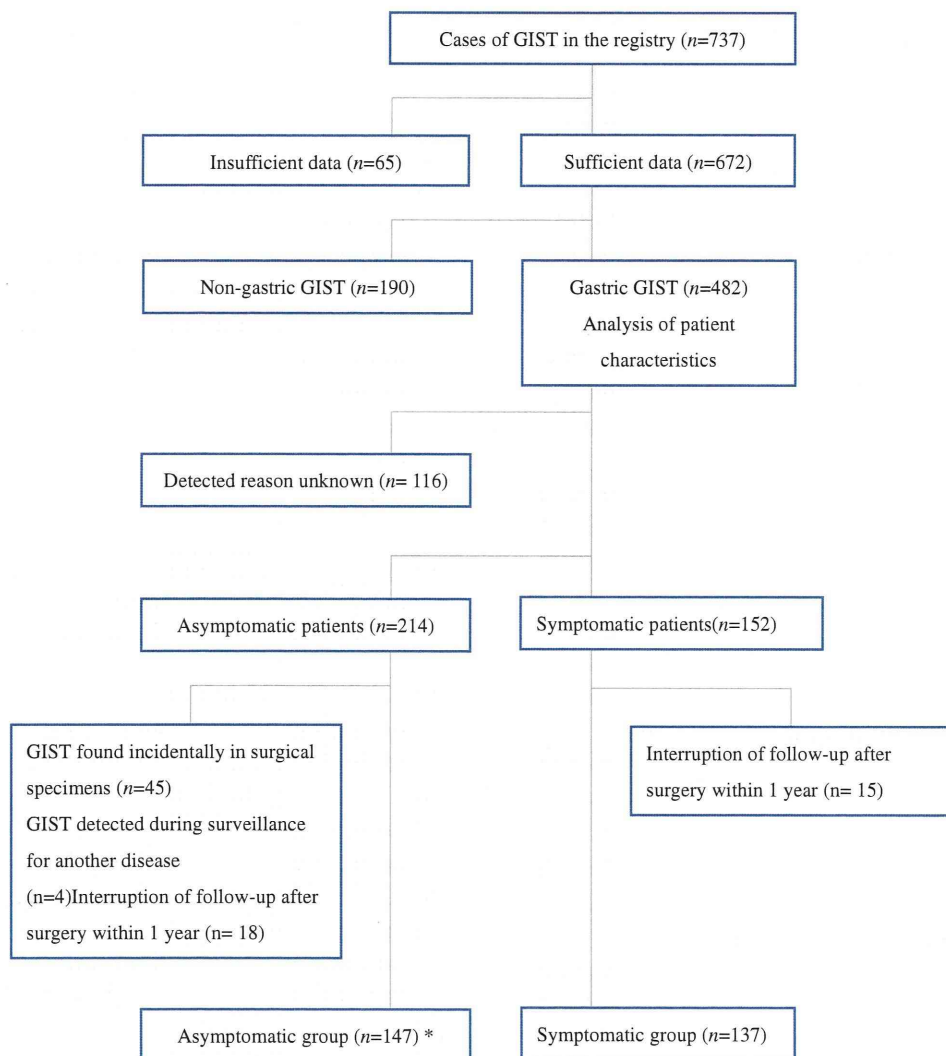 Cases of GIST in the registry (n=737)
Insufficient data (n=65)
Sufficient data (n=672)
Non-gastric GIST (n=190)
Gastric GIST (n=482)
Analysis of patient
characteristics
Detected reason unknown (n= 116)
Asymptomatic patients (n=214)
Symptomatic patients(n=152)
GIST found incidentally in surgical
specimens (n=45)
GIST detected during surveillance
for another disease
(n=4)Interruption of follow-up after
surgery within 1 year (n= 18)
Interruption of follow-up after
surgery within 1 year (n= 15)
Asymptomatic group (n=147) *
Symptomatic group (n=137)